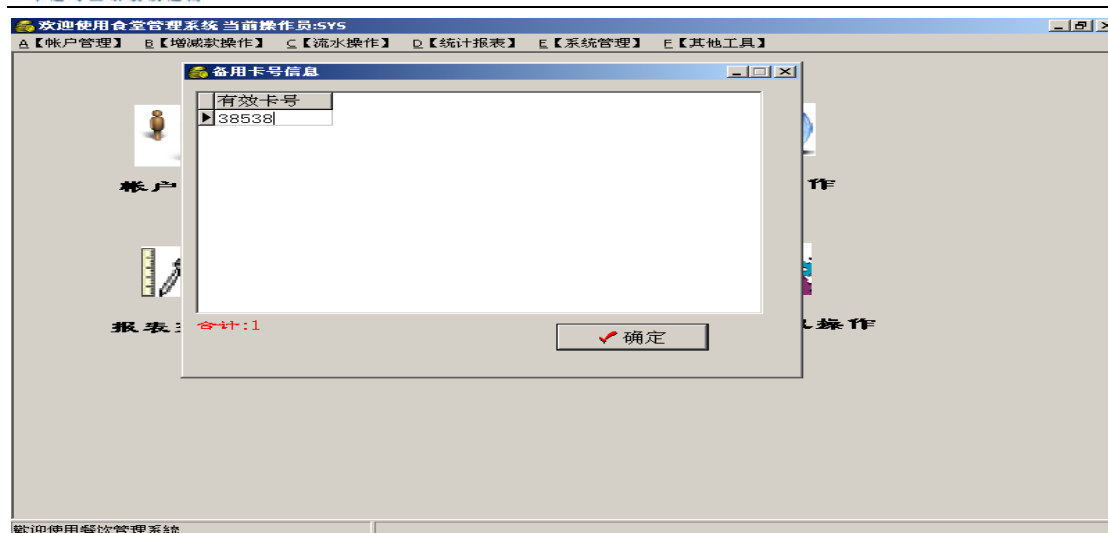 欢迎使用食堂管理系统 当前操作员:SYS
A【帐户管理】 B【增减款操作】 C【流水操作】 D【统计报表】 E【系统管理】 F【其他工具】
备用卡号信息
有效卡号
38538
帐户
作
报表
操作
合计:1
确定
歡迎使用餐饮管理系統